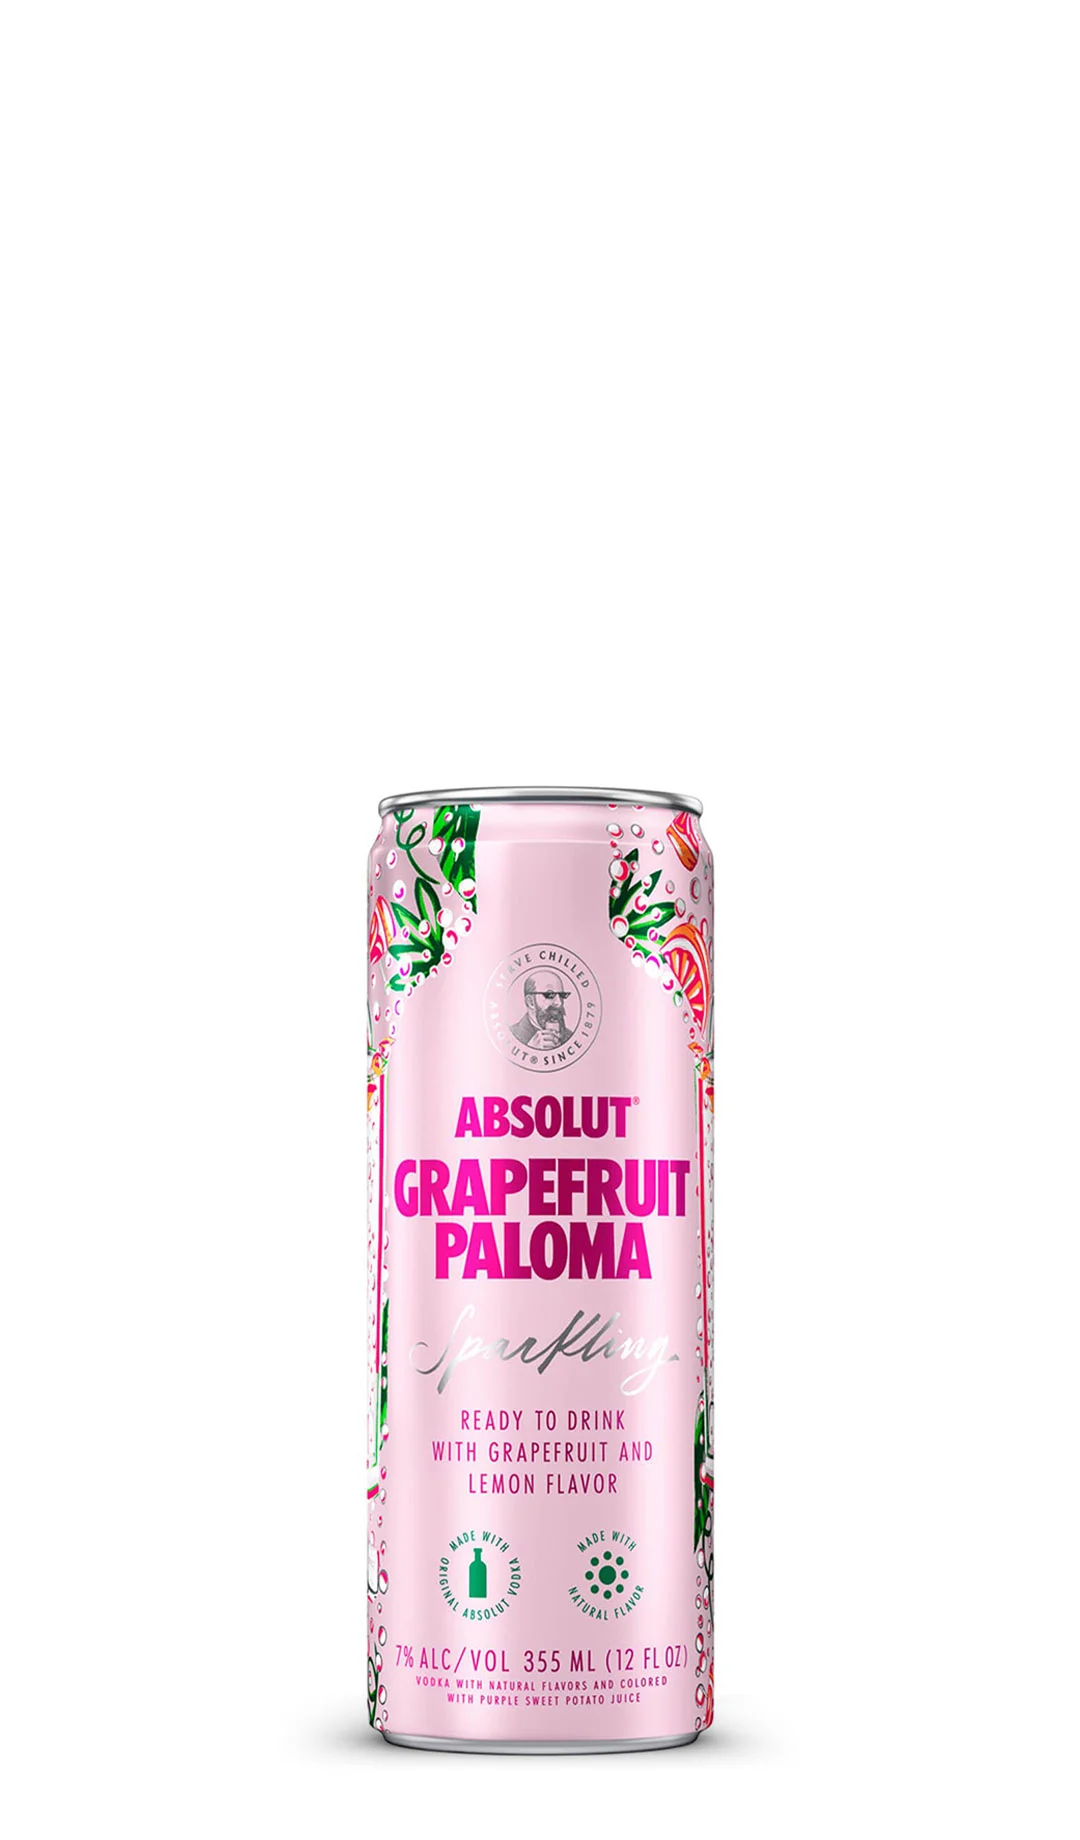 SERVE CHILLED
ABSOLUT® SINCE 1879
ABSOLUT®
GRAPEFRUIT
PALOMA
Sparkling
READY TO DRINK
WITH GRAPEFRUIT AND
LEMON FLAVOR
MADE WITH
ORIGINAL ABSOLUT VODKA
MADE WITH
NATURAL FLAVOR
7% ALC/VOL 355 ML (12 FL OZ)
VODKA WITH NATURAL FLAVORS AND COLORED
WITH PURPLE SWEET POTATO JUICE